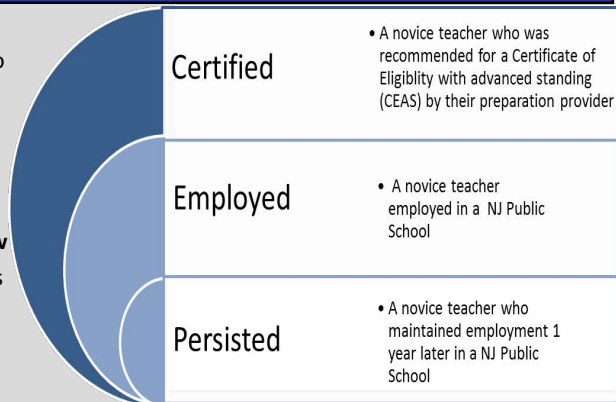 Certified
• A novice teacher who was
recommended for a Certificate of
Eligiblity with advanced standing
(CEAS) by their preparation provider
Employed
• A novice teacher
employed in a NJ Public
School
Persisted
• A novice teacher who
maintained employment 1
year later in a NJ Public
School